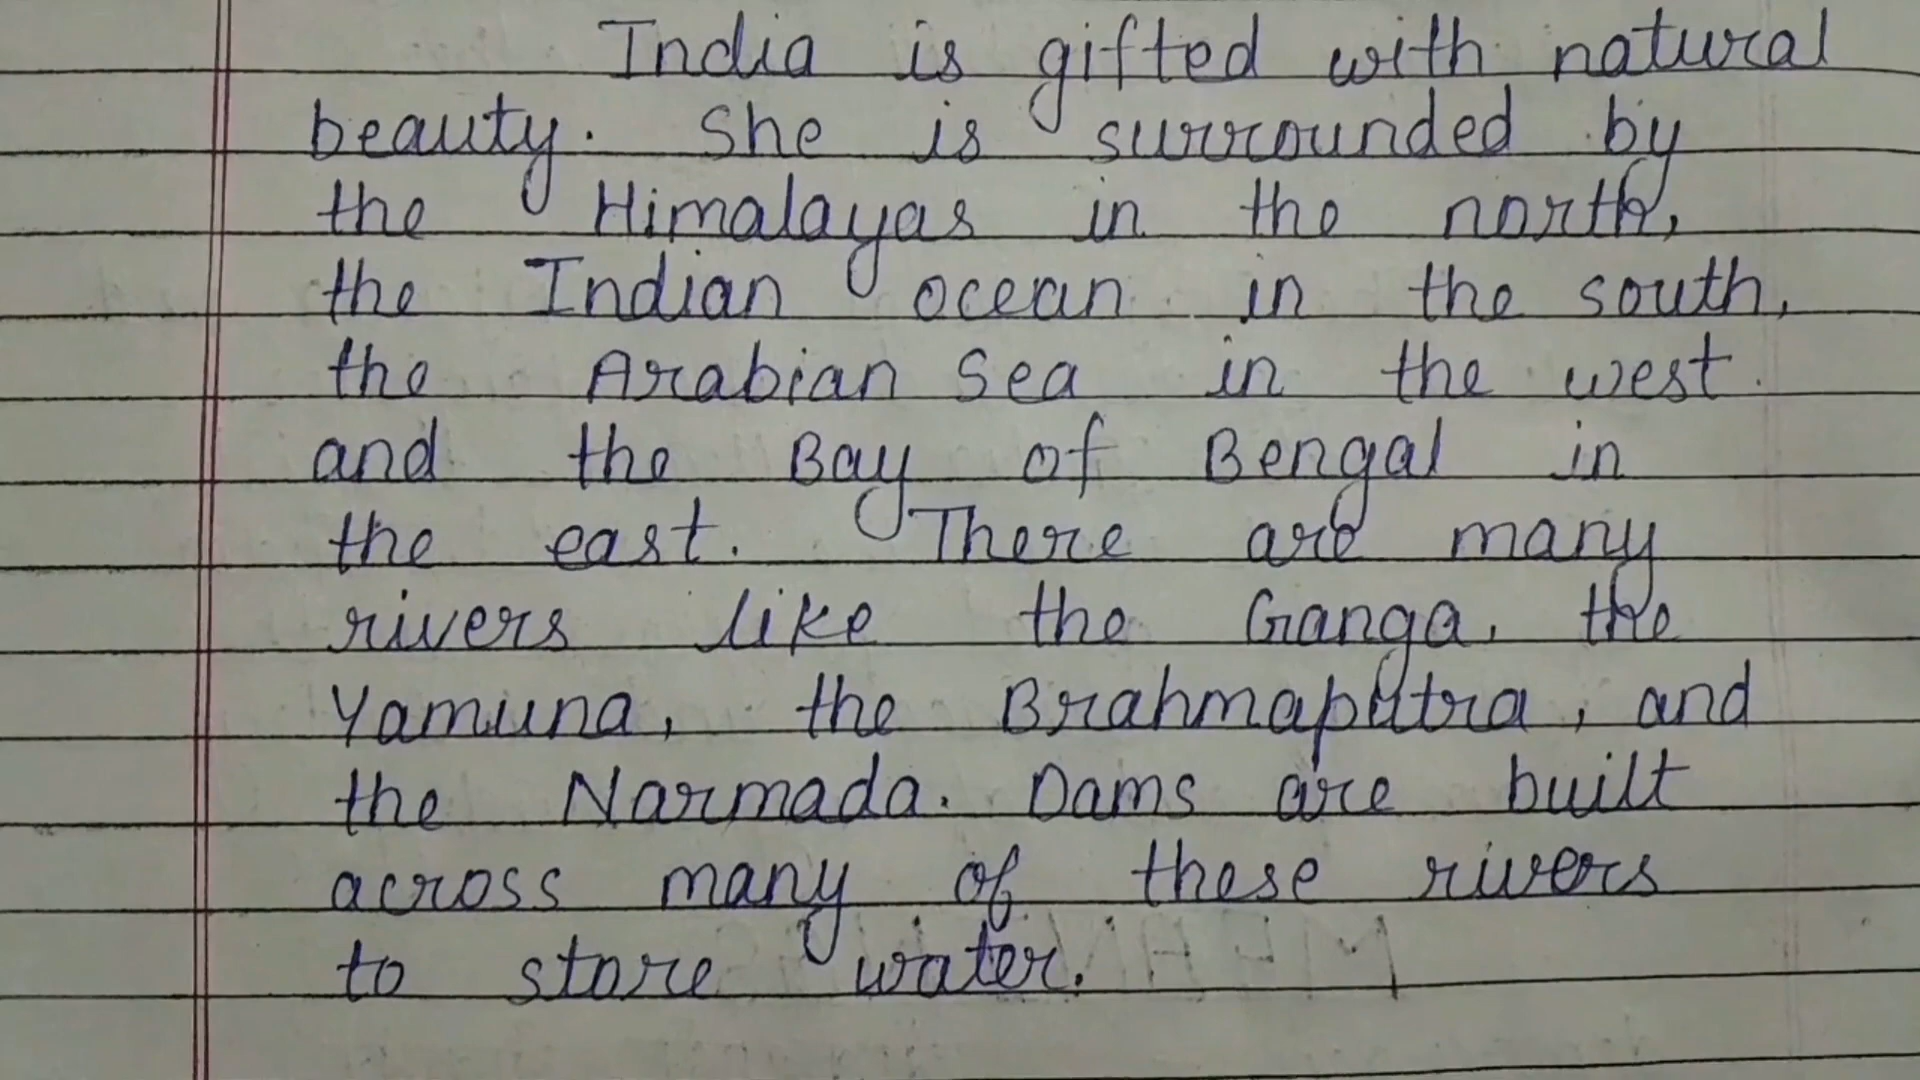 India is gifted with natural
beauty. She is surrounded by
the Himalayas in the north,
the Indian ocean in the south,
the Arabian Sea in the west
and the Bay of Bengal in
the east. There are many
rivers like the Ganga, the
Yamuna, the Brahmaputra, and
the Narmada. Dams are built
across many of these rivers
to store water.